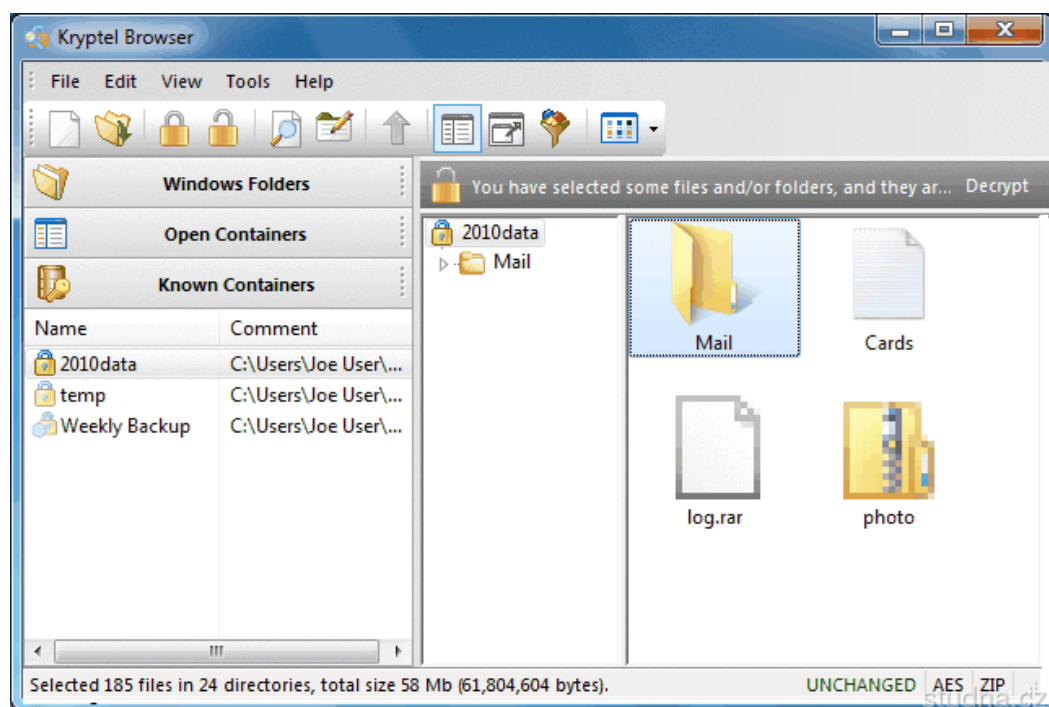 Kryptel Browser
File Edit View Tools Help
Windows Folders
You have selected some files and/or folders, and they ar... Decrypt
Open Containers
2010data
Mail
Known Containers
Name Comment
2010data C:\Users\Joe User\...
temp C:\Users\Joe User\...
Weekly Backup C:\Users\Joe User\...
Mail Cards
log.rar photo
Selected 185 files in 24 directories, total size 58 Mb (61,804,604 bytes). UNCHANGED AES ZIP
studna.cz